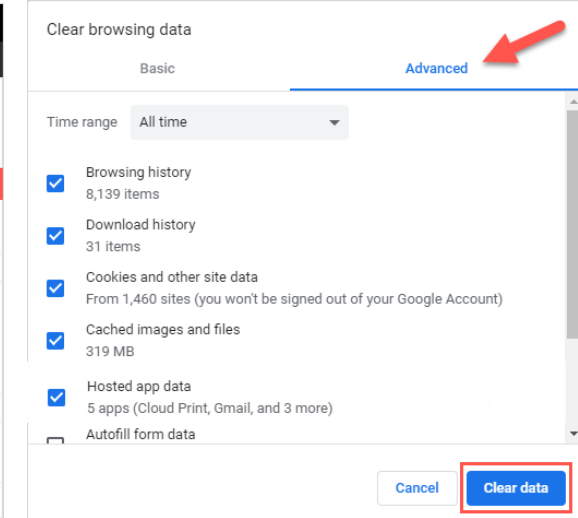 Clear browsing data
Basic
Advanced
Time range
All time
Browsing history
8,139 items
Download history
31 items
Cookies and other site data
From 1,460 sites (you won't be signed out of your Google Account)
Cached images and files
319 MB
Hosted app data
5 apps (Cloud Print, Gmail, and 3 more)
Autofill form data
Cancel
Clear data